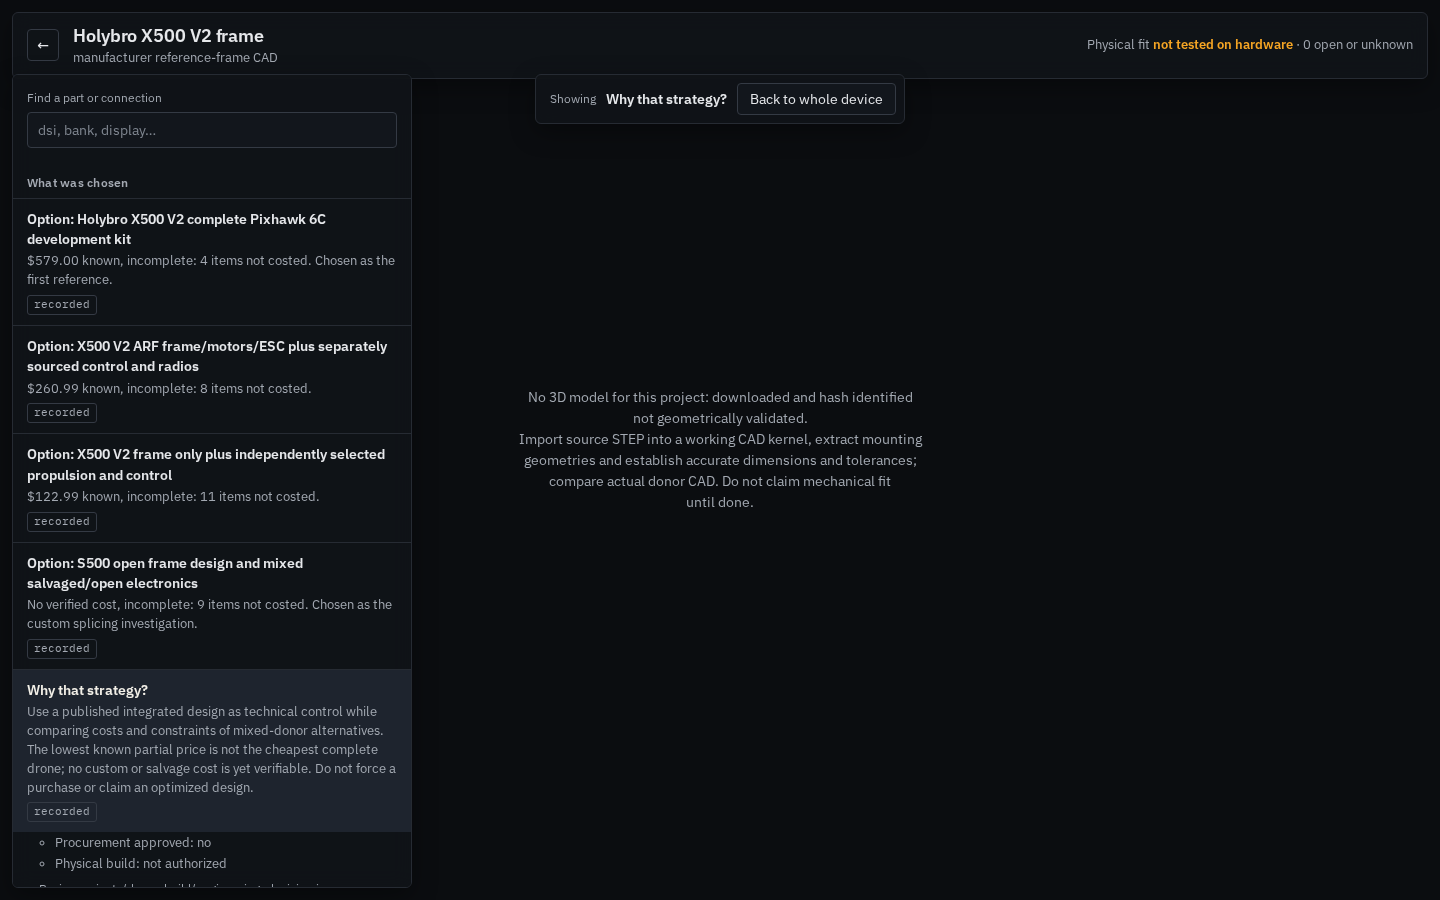 ←
Holybro X500 V2 frame
manufacturer reference-frame CAD
Physical fit not tested on hardware · 0 open or unknown
Find a part or connection
dsi, bank, display...
Showing Why that strategy? Back to whole device
What was chosen
Option: Holybro X500 V2 complete Pixhawk 6C
development kit
$579.00 known, incomplete: 4 items not costed. Chosen as the
first reference.
recorded
Option: X500 V2 ARF frame/motors/ESC plus separately
sourced control and radios
$260.99 known, incomplete: 8 items not costed.
recorded
Option: X500 V2 frame only plus independently selected
propulsion and control
$122.99 known, incomplete: 11 items not costed.
recorded
Option: S500 open frame design and mixed
salvaged/open electronics
No verified cost, incomplete: 9 items not costed. Chosen as the
custom splicing investigation.
recorded
Why that strategy?
Use a published integrated design as technical control while
comparing costs and constraints of mixed-donor alternatives.
The lowest known partial price is not the cheapest complete
drone; no custom or salvage cost is yet verifiable. Do not force a
purchase or claim an optimized design.
recorded
Procurement approved: no
Physical build: not authorized
No 3D model for this project: downloaded and hash identified
not geometrically validated.
Import source STEP into a working CAD kernel, extract mounting
geometries and establish accurate dimensions and tolerances;
compare actual donor CAD. Do not claim mechanical fit
until done.